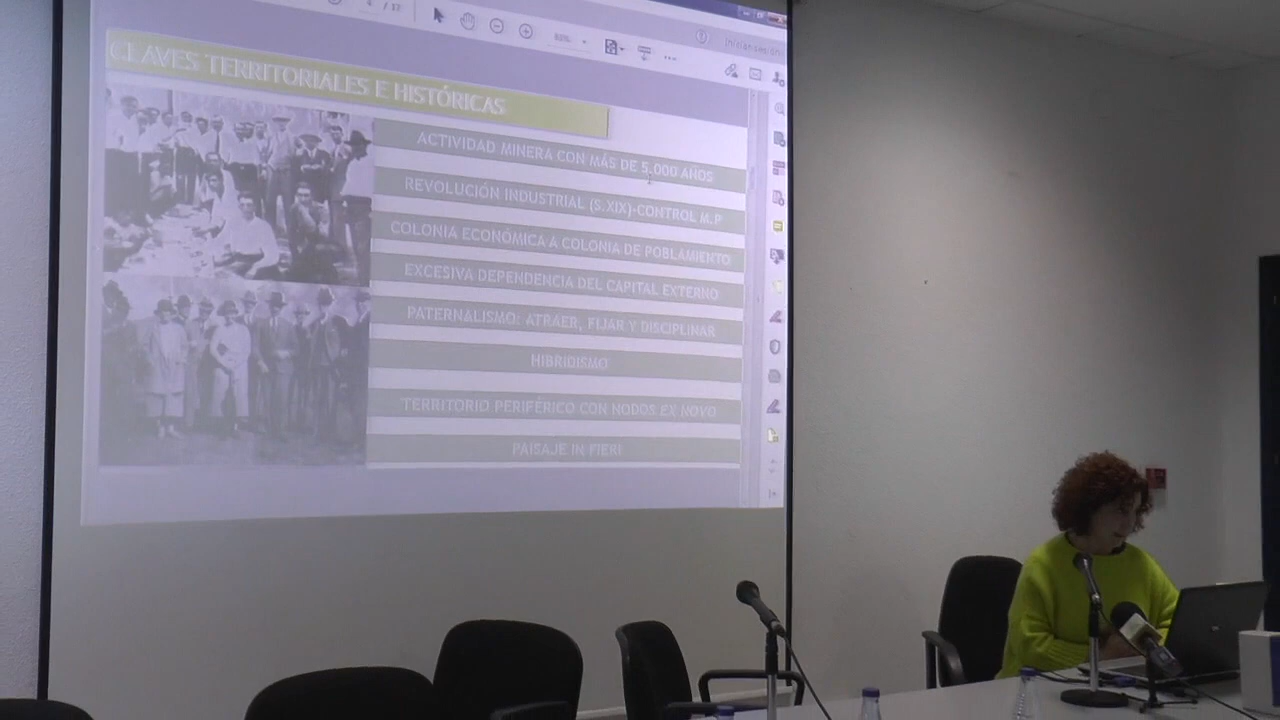 CLAVES TERRITORIALES E HISTÓRICAS
ACTIVIDAD MINERA CON MÁS DE 5.000 AÑOS
REVOLUCIÓN INDUSTRIAL (S.XIX)-CONTROL M.P
COLONIA ECONÓMICA Á COLONIA DE POBLAMIENTO
EXCESIVA DEPENDENCIA DEL CAPITAL EXTERNO
PATERNALISMO: ATRAER, FIJAR Y DISCIPLINAR
HIBRIDISMO
TERRITORIO PERIFÉRICO CON NODOS EX NOVO
PAISAJE IN FIERI